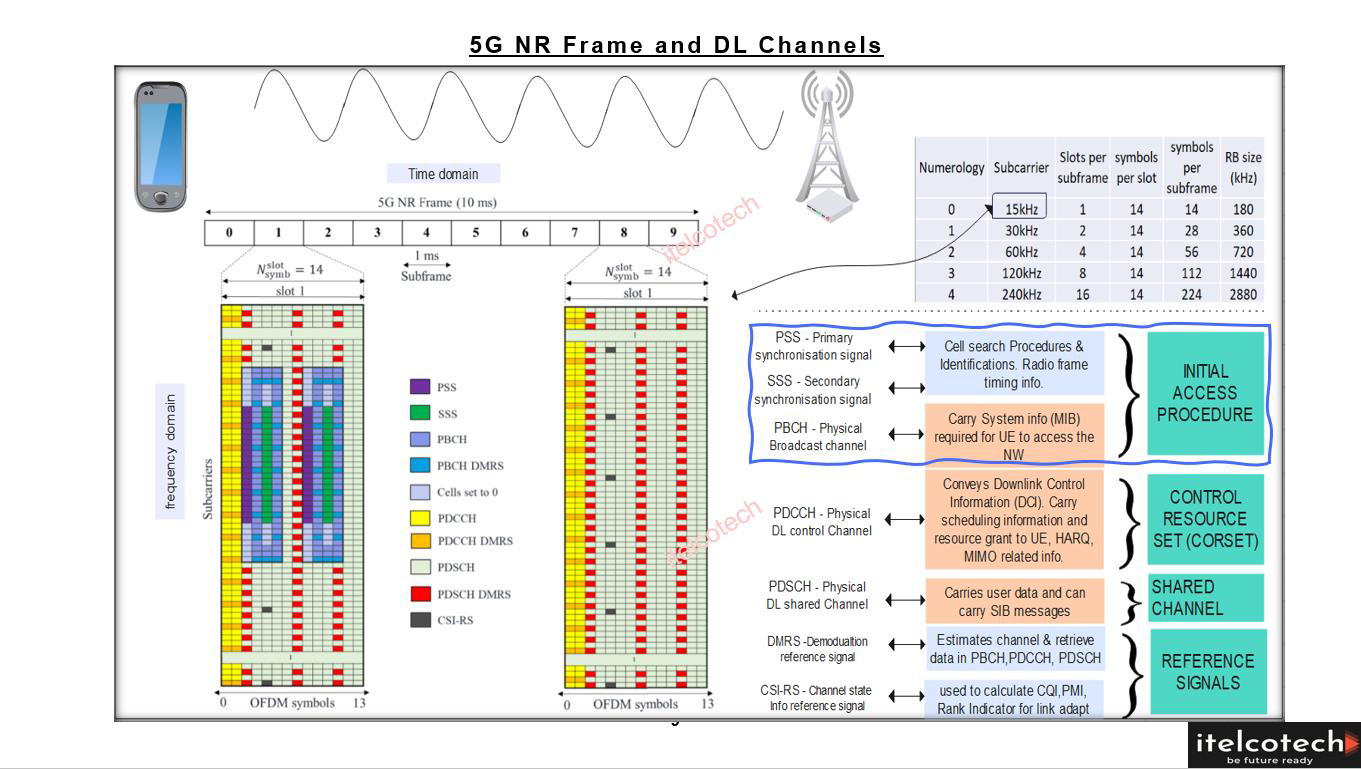 5G NR Frame and DL Channels
Time domain
5G NR Frame (10 ms)
0 1 2 3 4 5 6 7 8 9
1 ms
Subframe
N slot symb = 14
slot 1
N slot symb = 14
slot 1
frequency domain
Subcarriers
0 OFDM symbols 13
0 OFDM symbols 13
PSS
SSS
PBCH
PBCH DMRS
Cells set to 0
PDCCH
PDCCH DMRS
PDSCH
PDSCH DMRS
CSI-RS
itelcotech
itelcotech
Numerology Subcarrier Slots per subframe symbols per slot symbols per subframe RB size (kHz)
0 15kHz 1 14 14 180
1 30kHz 2 14 28 360
2 60kHz 4 14 56 720
3 120kHz 8 14 112 1440
4 240kHz 16 14 224 2880
PSS - Primary
synchronisation signal
SSS - Secondary
synchronisation signal
Cell search Procedures &
Identifications. Radio frame
timing info.
PBCH - Physical
Broadcast channel
Carry System info (MIB)
required for UE to access the
NW
INITIAL
ACCESS
PROCEDURE
PDCCH - Physical
DL control Channel
Conveys Downlink Control
Information (DCI). Carry
scheduling information and
resource grant to UE, HARQ,
MIMO related info.
CONTROL
RESOURCE
SET (CORSET)
PDSCH - Physical
DL shared Channel
Carries user data and can
carry SIB messages
SHARED
CHANNEL
DMRS -Demodualtion
reference signal
Estimates channel & retrieve
data in PBCH,PDCCH, PDSCH
CSI-RS - Channel state
Info reference signal
used to calculate CQI,PMI,
Rank Indicator for link adapt
REFERENCE
SIGNALS
itelcotech
be future ready